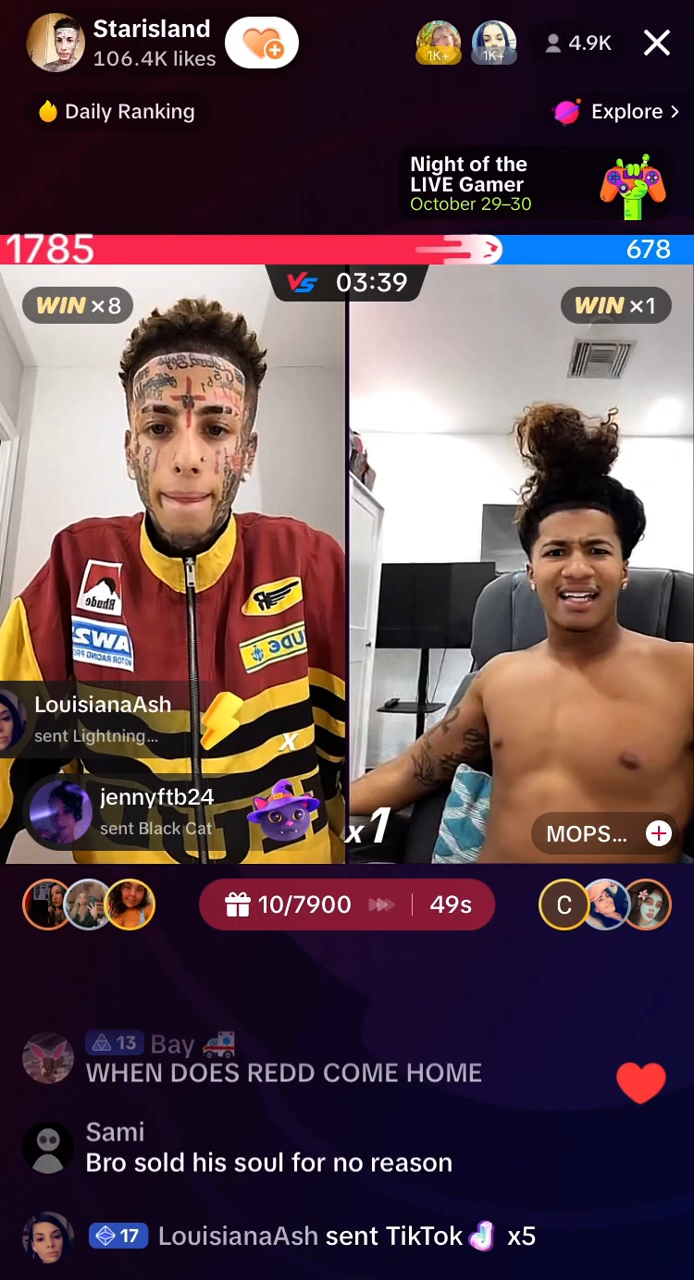 Starisland
106.4K likes
1K+
1K+
4.9K
Daily Ranking
Explore
Night of the
LIVE Gamer
October 29–30
1785
678
VS 03:39
WIN ×8
WIN ×1
Rhude
LouisianaAsh
sent Lightning...
x
jennyftb24
sent Black Cat
x1
MOPS...
10/7900
49s
C
13 Bay
WHEN DOES REDD COME HOME
Sami
Bro sold his soul for no reason
17 LouisianaAsh sent TikTok x5